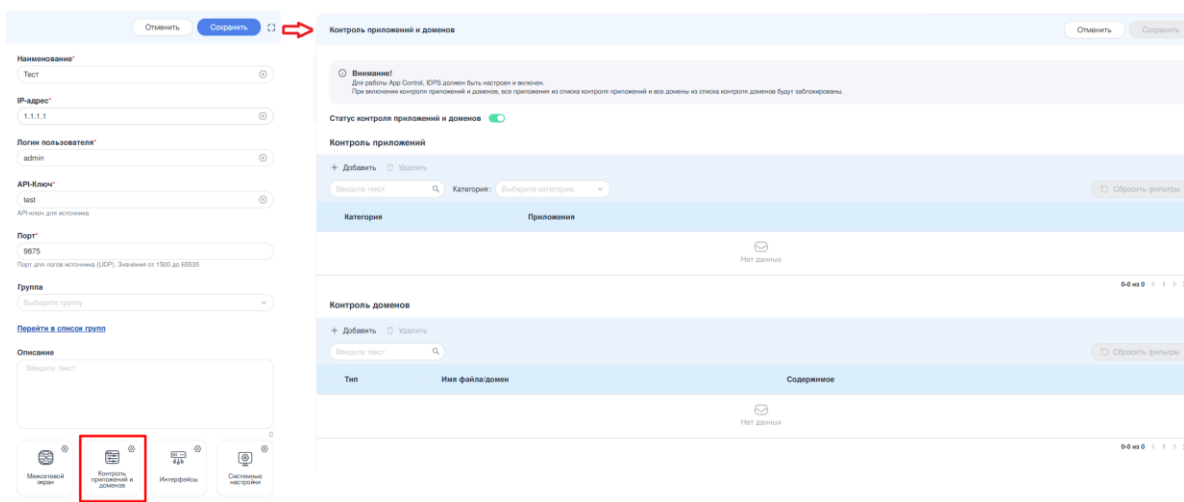 Отменить
Сохранить
Наименование*
Тест
IP-адрес*
1.1.1.1
Логин пользователя*
admin
API-Ключ*
test
API-ключ для источника
Порт*
9875
Порт для логов источника (UDP). Значения от 1500 до 65535
Группа
Выберите группу
Перейти в список групп
Описание
Введите текст
0
Межсетевой
экран
Контроль
приложений и
доменов
Интерфейсы
Системные
настройки
Контроль приложений и доменов
Отменить
Сохранить
Внимание!
Для работы App Control, IDPS должен быть настроен и включен.
При включении контроля приложений и доменов, все приложения из списка контроля приложений и все домены из списка контроля доменов будут заблокированы.
Статус контроля приложений и доменов
Контроль приложений
+ Добавить Удалить
Введите текст Категория: Выберите категорию Сбросить фильтры
Категория Приложения
Нет данных
0-0 из 0 < 1 >
Контроль доменов
+ Добавить Удалить
Введите текст Сбросить фильтры
Тип Имя файла/домен Содержимое
Нет данных
0-0 из 0 < 1 >